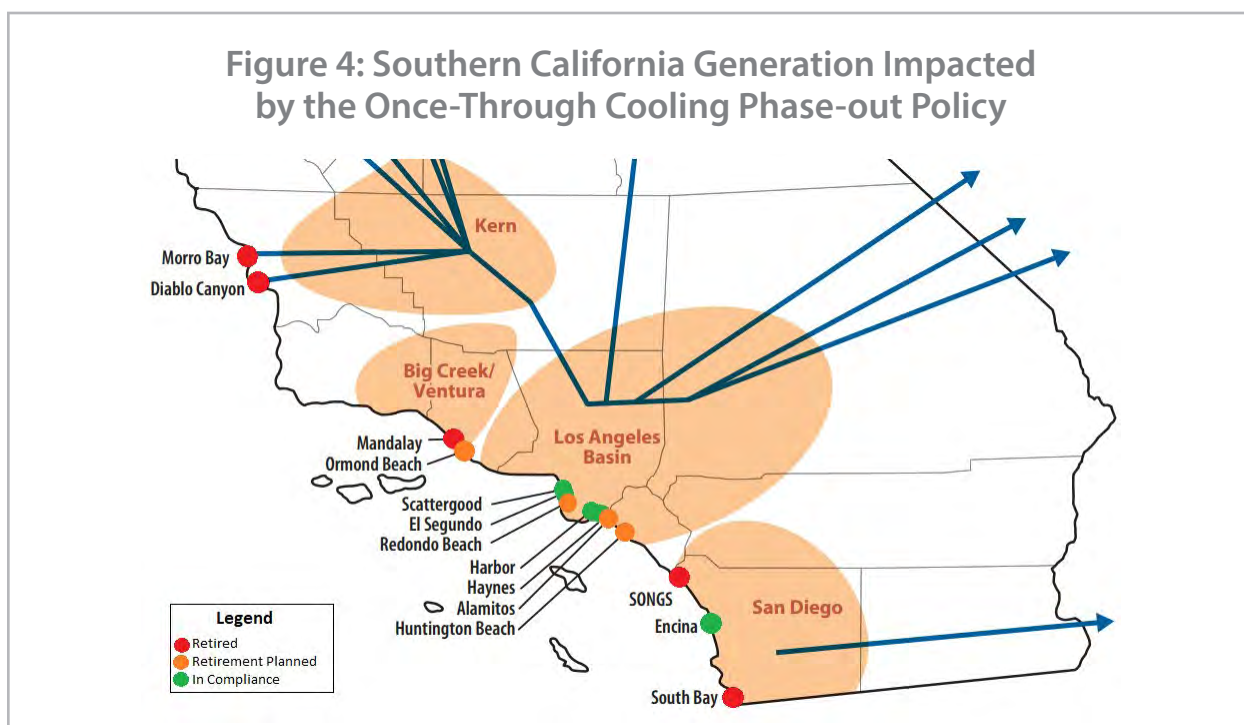 Figure 4: Southern California Generation Impacted
by the Once-Through Cooling Phase-out Policy
Kern
Morro Bay
Diablo Canyon
Big Creek/
Ventura
Mandalay
Ormond Beach
Los Angeles
Basin
Scattergood
El Segundo
Redondo Beach
Harbor
Haynes
Alamitos
Huntington Beach
SONGS
San Diego
Encina
South Bay
Legend
Retired
Retirement Planned
In Compliance